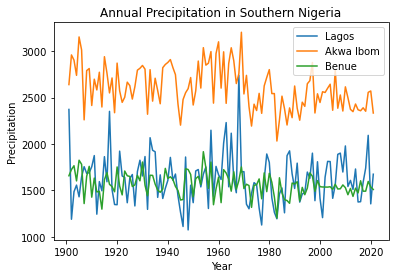 Annual Precipitation in Southern Nigeria
Lagos
Akwa Ibom
Benue
Precipitation
3000
2500
2000
1500
1000
1900 1920 1940 1960 1980 2000 2020
Year